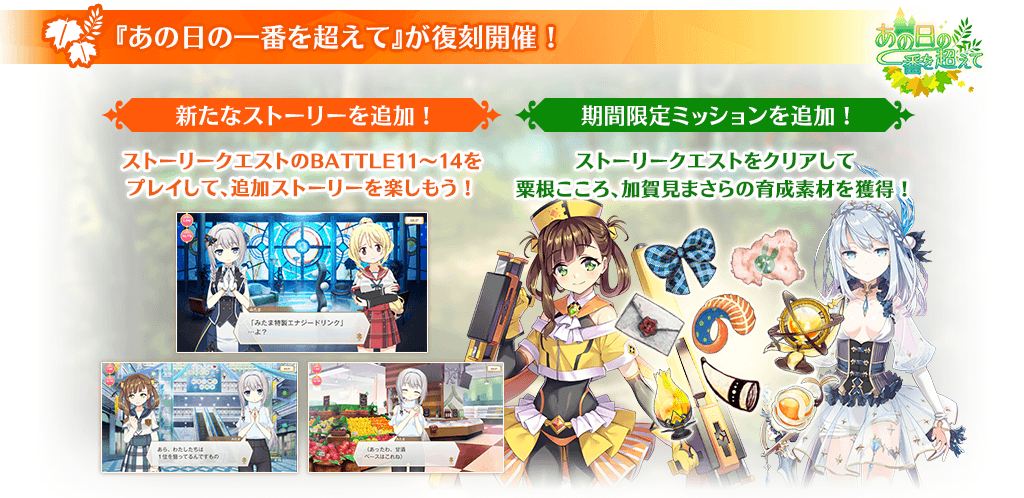 『あの日の一番を超えて』が復刻開催！
あの日の
一番を超えて
新たなストーリーを追加！
ストーリークエストのBATTLE11〜14を
プレイして、追加ストーリーを楽しもう！
「みたま特製エナジードリンク」
…よ？
あら、わたしたちは
１位を狙ってるんですもの
（あったわ、甘酒
ベースはこれね）
期間限定ミッションを追加！
ストーリークエストをクリアして
粟根こころ、加賀見まさらの育成素材を獲得！